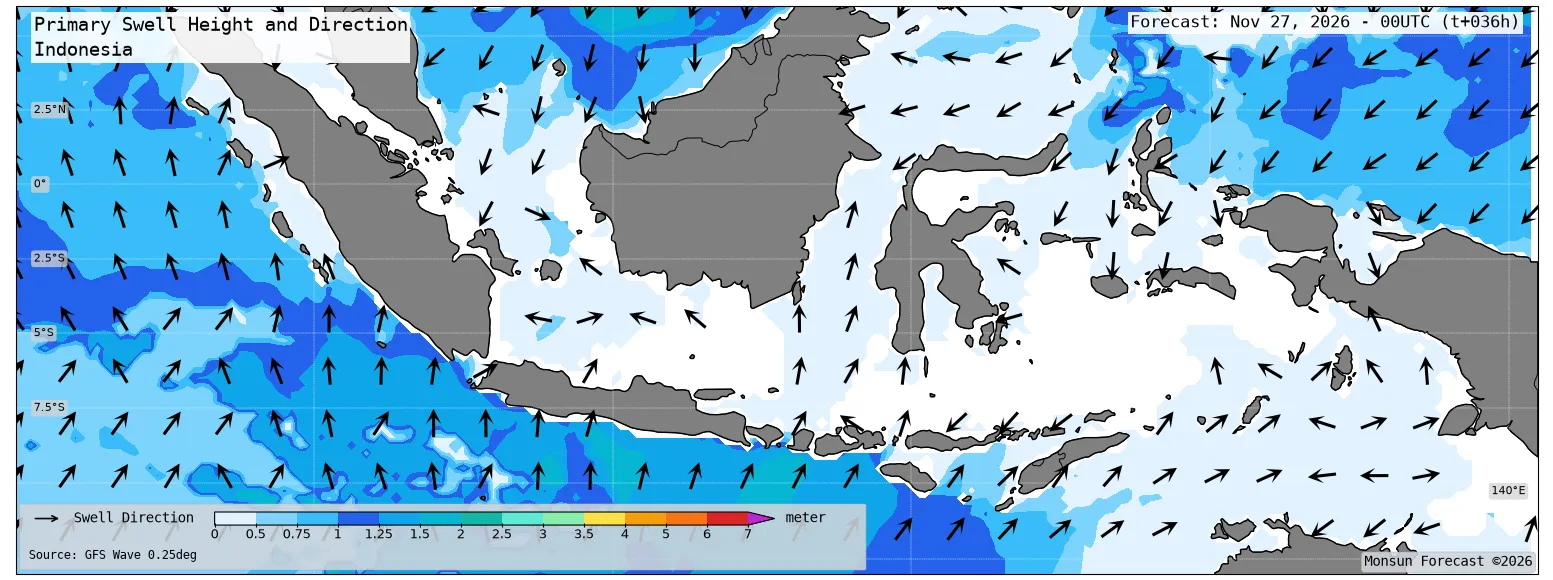 Primary Swell Height and Direction
Indonesia
Forecast: Nov 27, 2026 - 00UTC (t+036h)
2.5°N
0°
2.5°S
5°S
7.5°S
140°E
Swell Direction
0 0.5 0.75 1 1.25 1.5 2 2.5 3 3.5 4 5 6 7
meter
Source: GFS Wave 0.25deg
Monsun Forecast ©2026